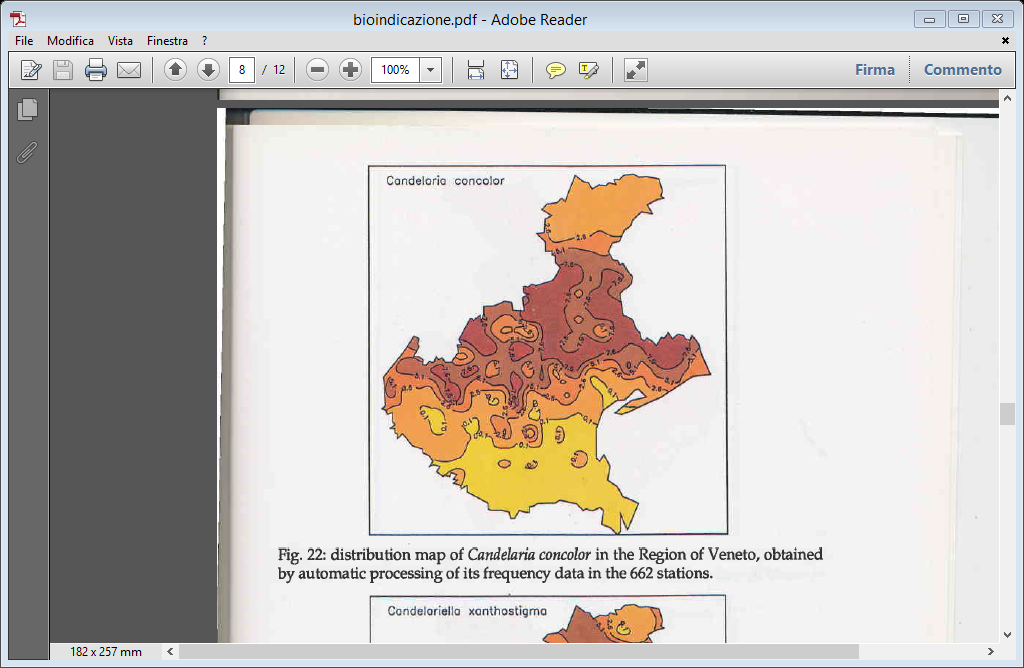 bioindicazione.pdf - Adobe Reader
File Modifica Vista Finestra ?
8 / 12 100% Firma Commento
Candelaria concolor
Fig. 22: distribution map of Candelaria concolor in the Region of Veneto, obtained
by automatic processing of its frequency data in the 662 stations.
Candelariella xanthostigma
182 x 257 mm